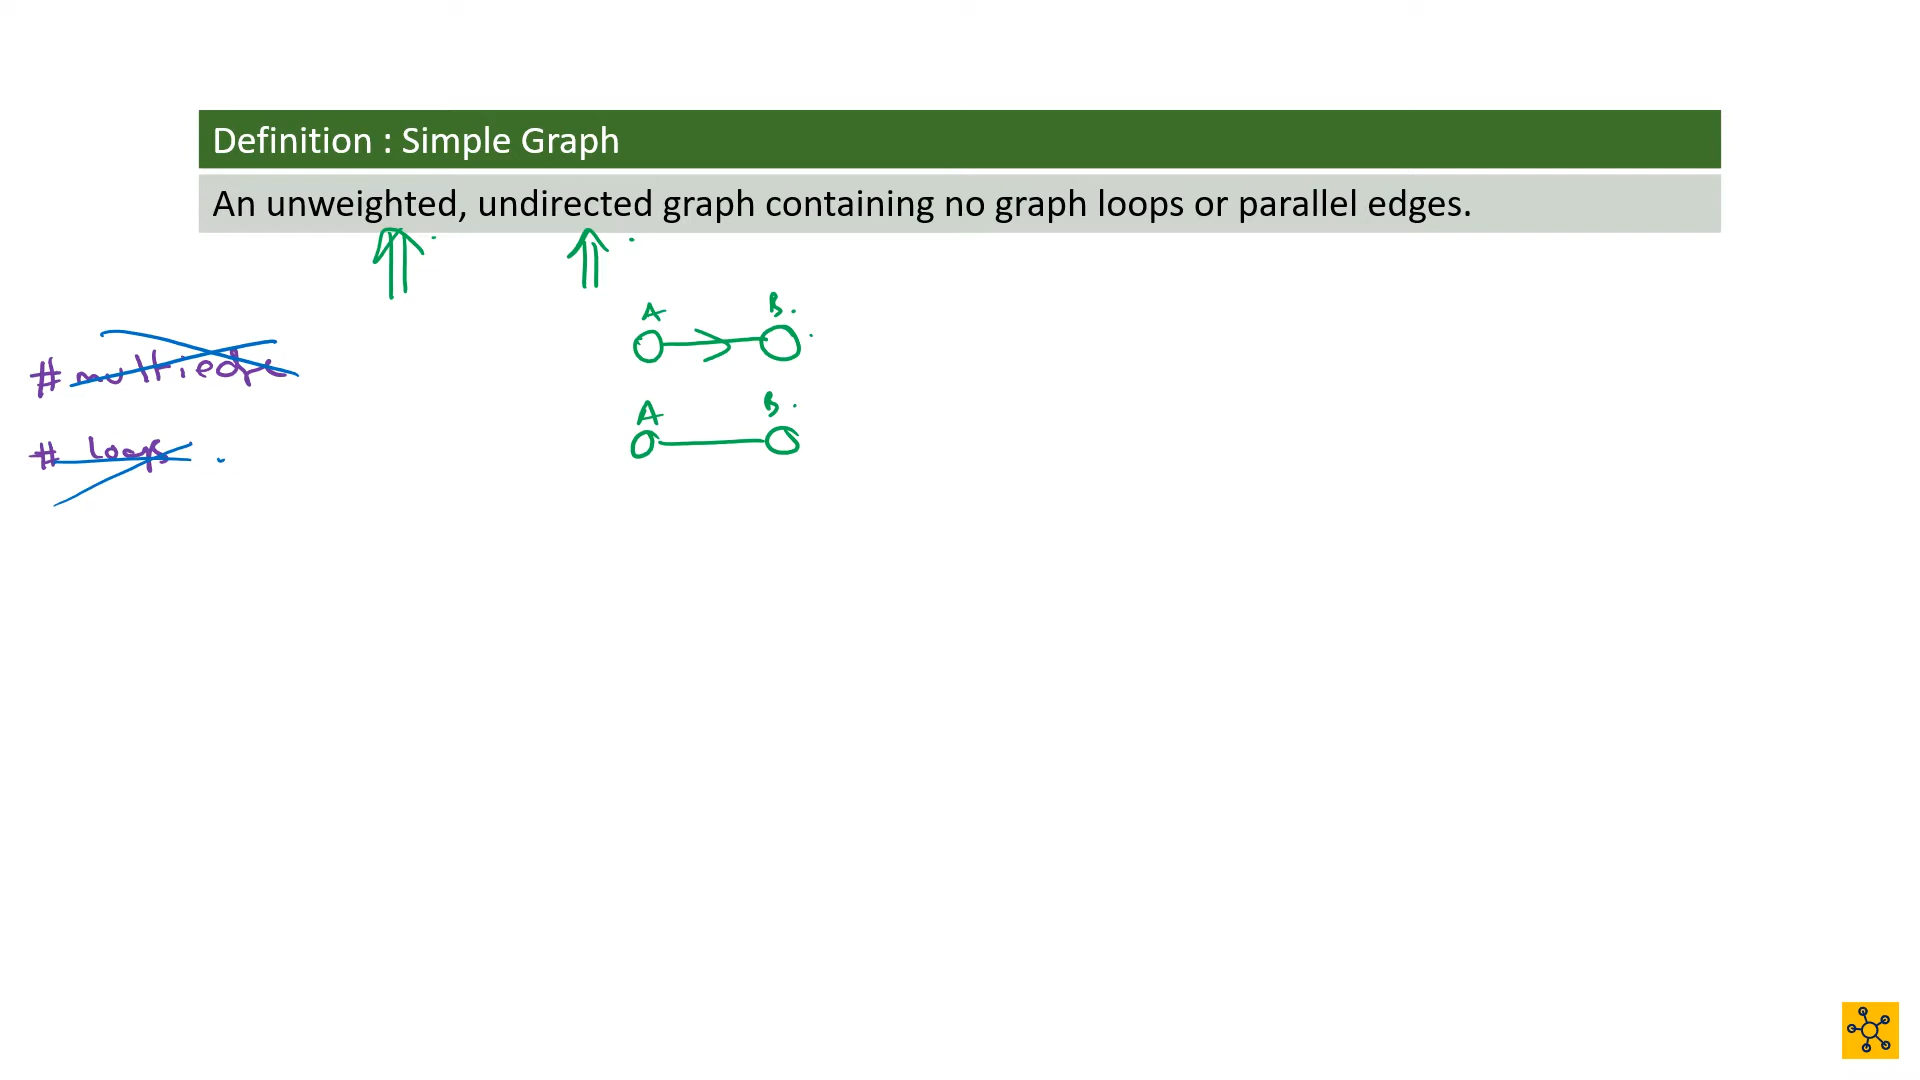 Definition : Simple Graph
An unweighted, undirected graph containing no graph loops or parallel edges.
A B.
# multiedge
A B.
# loops